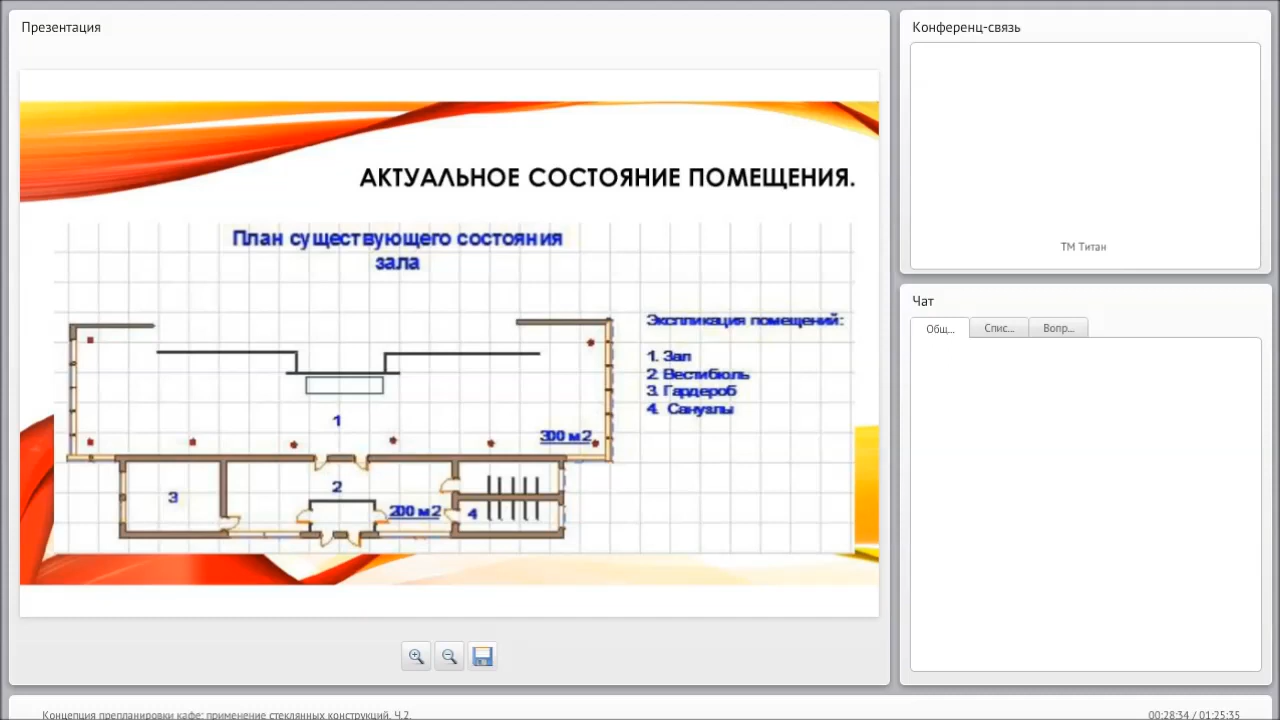 Презентация
АКТУАЛЬНОЕ СОСТОЯНИЕ ПОМЕЩЕНИЯ.
План существующего состояния
зала
Экспликация помещений:
1. Зал
2. Вестибюль
3. Гардероб
4. Санузлы
1
300 м2
3
2
200 м2
4
Конференц-связь
ТМ Титан
Чат
Общ...
Спис...
Вопр...
Концепция препланировки кафе: применение стеклянных конструкций. Ч.2.
00:28:34 / 01:25:35